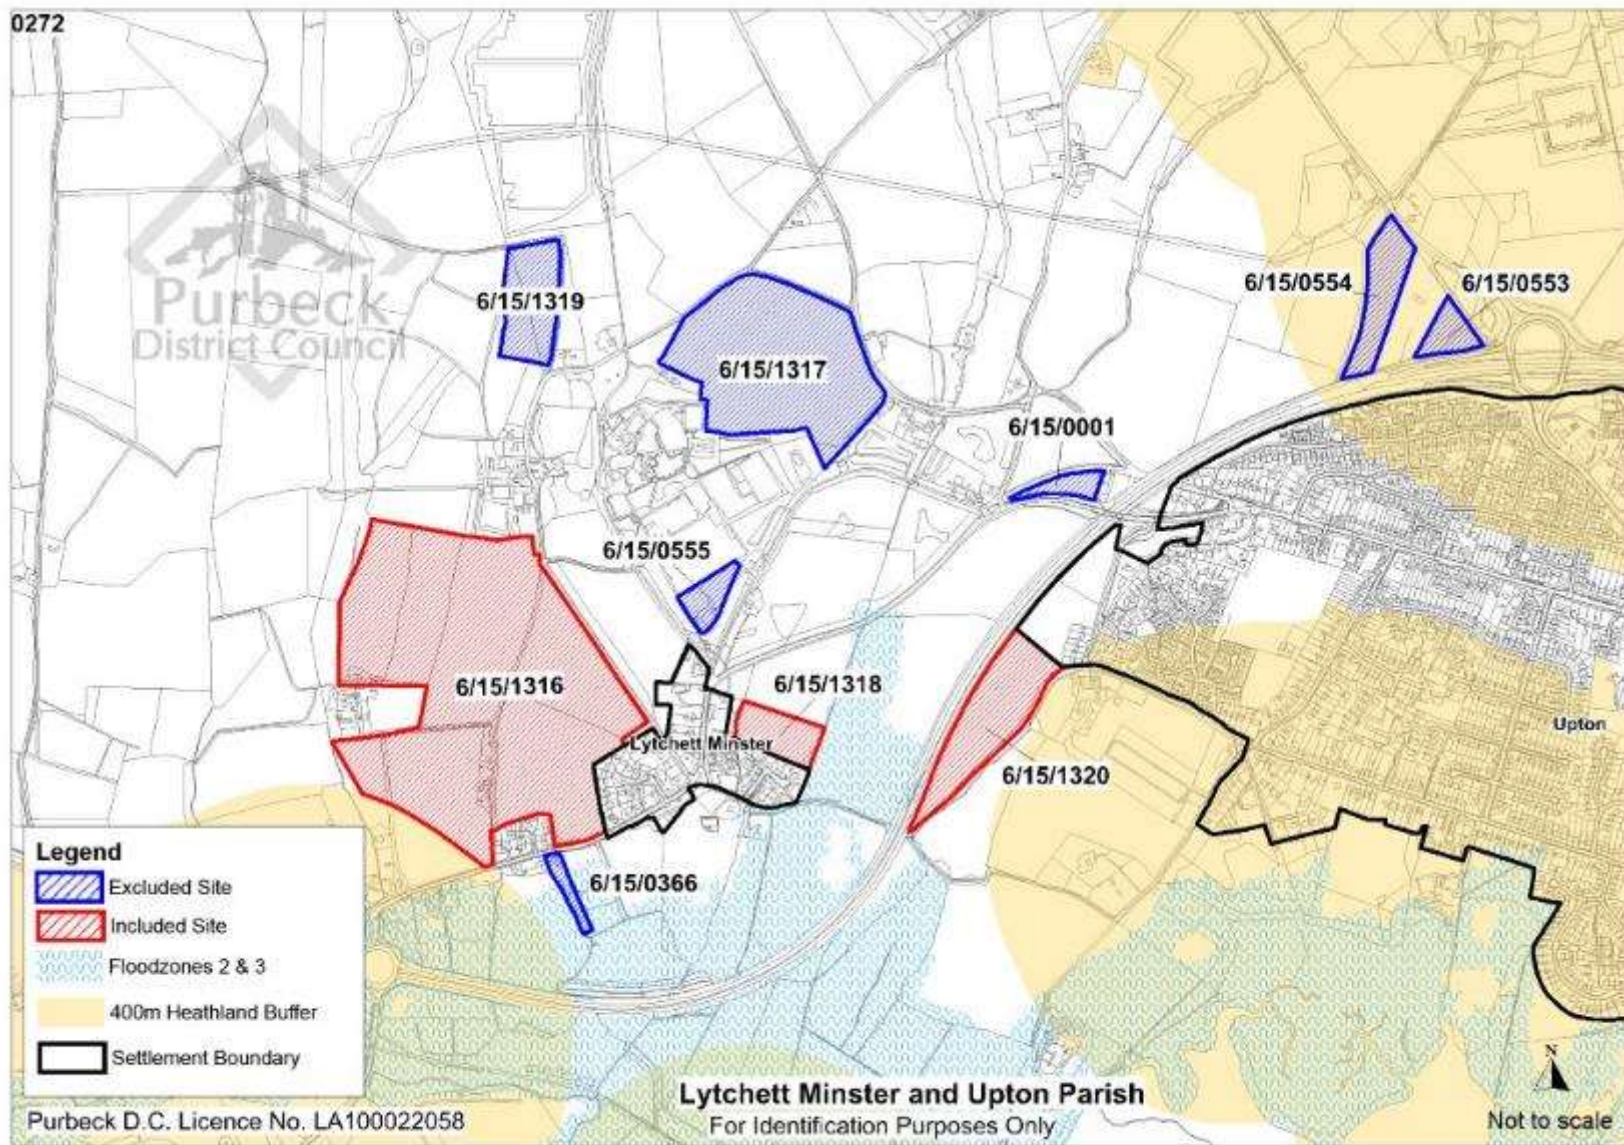 0272
Purbeck
District Council
6/15/1319
6/15/1317
6/15/0554
6/15/0553
6/15/0001
6/15/0555
6/15/1316
6/15/1318
Lytchett Minster
6/15/1320
Upton
6/15/0366
Legend
Excluded Site
Included Site
Floodzones 2 & 3
400m Heathland Buffer
Settlement Boundary
Purbeck D.C. Licence No. LA100022058
Lytchett Minster and Upton Parish
For Identification Purposes Only
N
Not to scale